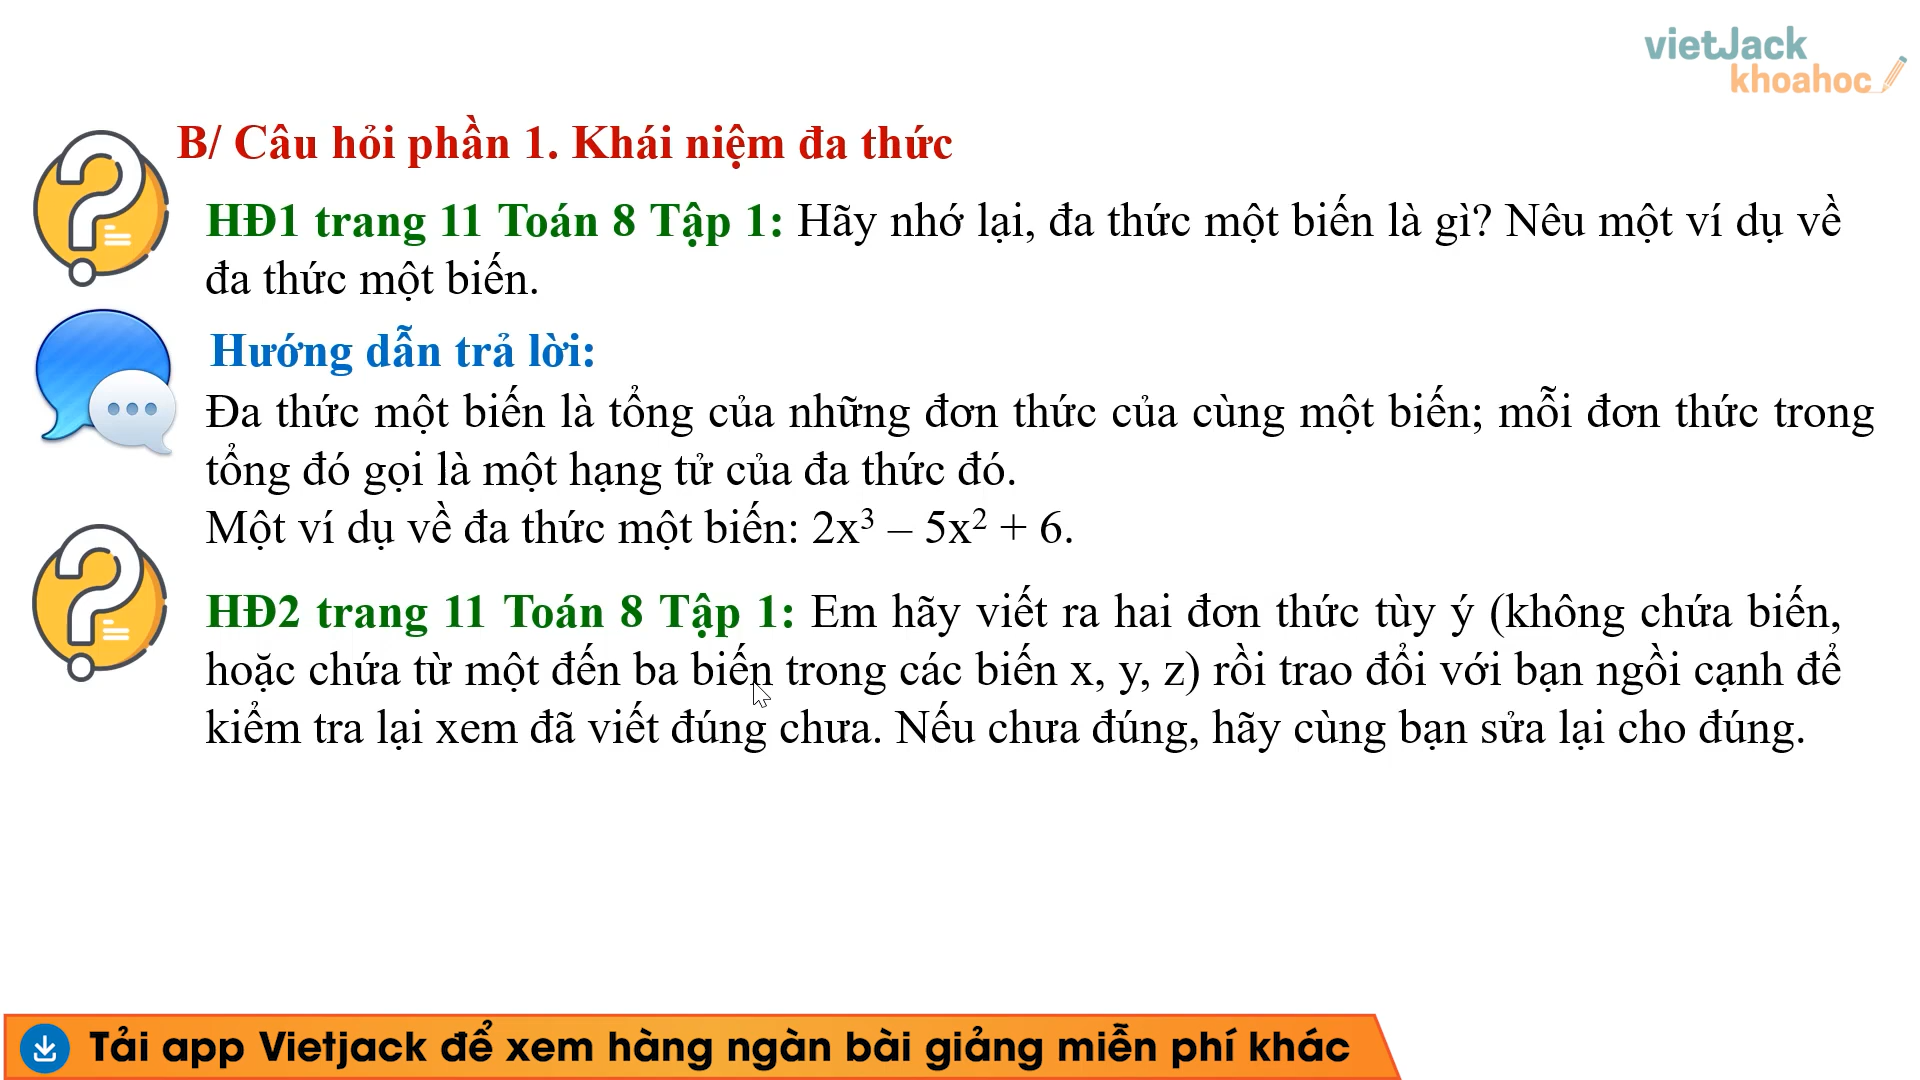 vietJack
khoahoc
B/ Câu hỏi phần 1. Khái niệm đa thức
HĐ1 trang 11 Toán 8 Tập 1: Hãy nhớ lại, đa thức một biến là gì? Nêu một ví dụ về
đa thức một biến.
Hướng dẫn trả lời:
Đa thức một biến là tổng của những đơn thức của cùng một biến; mỗi đơn thức trong
tổng đó gọi là một hạng tử của đa thức đó.
Một ví dụ về đa thức một biến: 2x³ – 5x² + 6.
HĐ2 trang 11 Toán 8 Tập 1: Em hãy viết ra hai đơn thức tùy ý (không chứa biến,
hoặc chứa từ một đến ba biến trong các biến x, y, z) rồi trao đổi với bạn ngồi cạnh để
kiểm tra lại xem đã viết đúng chưa. Nếu chưa đúng, hãy cùng bạn sửa lại cho đúng.
Tải app Vietjack để xem hàng ngàn bài giảng miễn phí khác